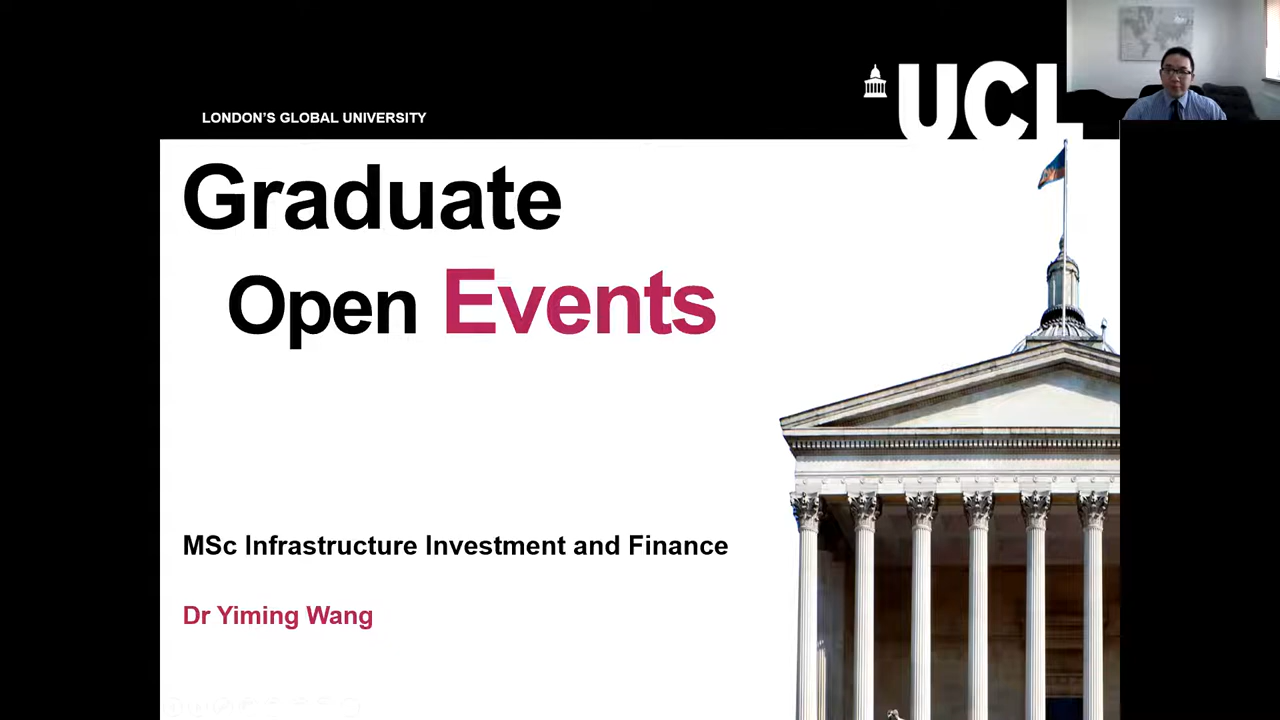 LONDON'S GLOBAL UNIVERSITY
UCL
Graduate
Open Events
MSc Infrastructure Investment and Finance
Dr Yiming Wang